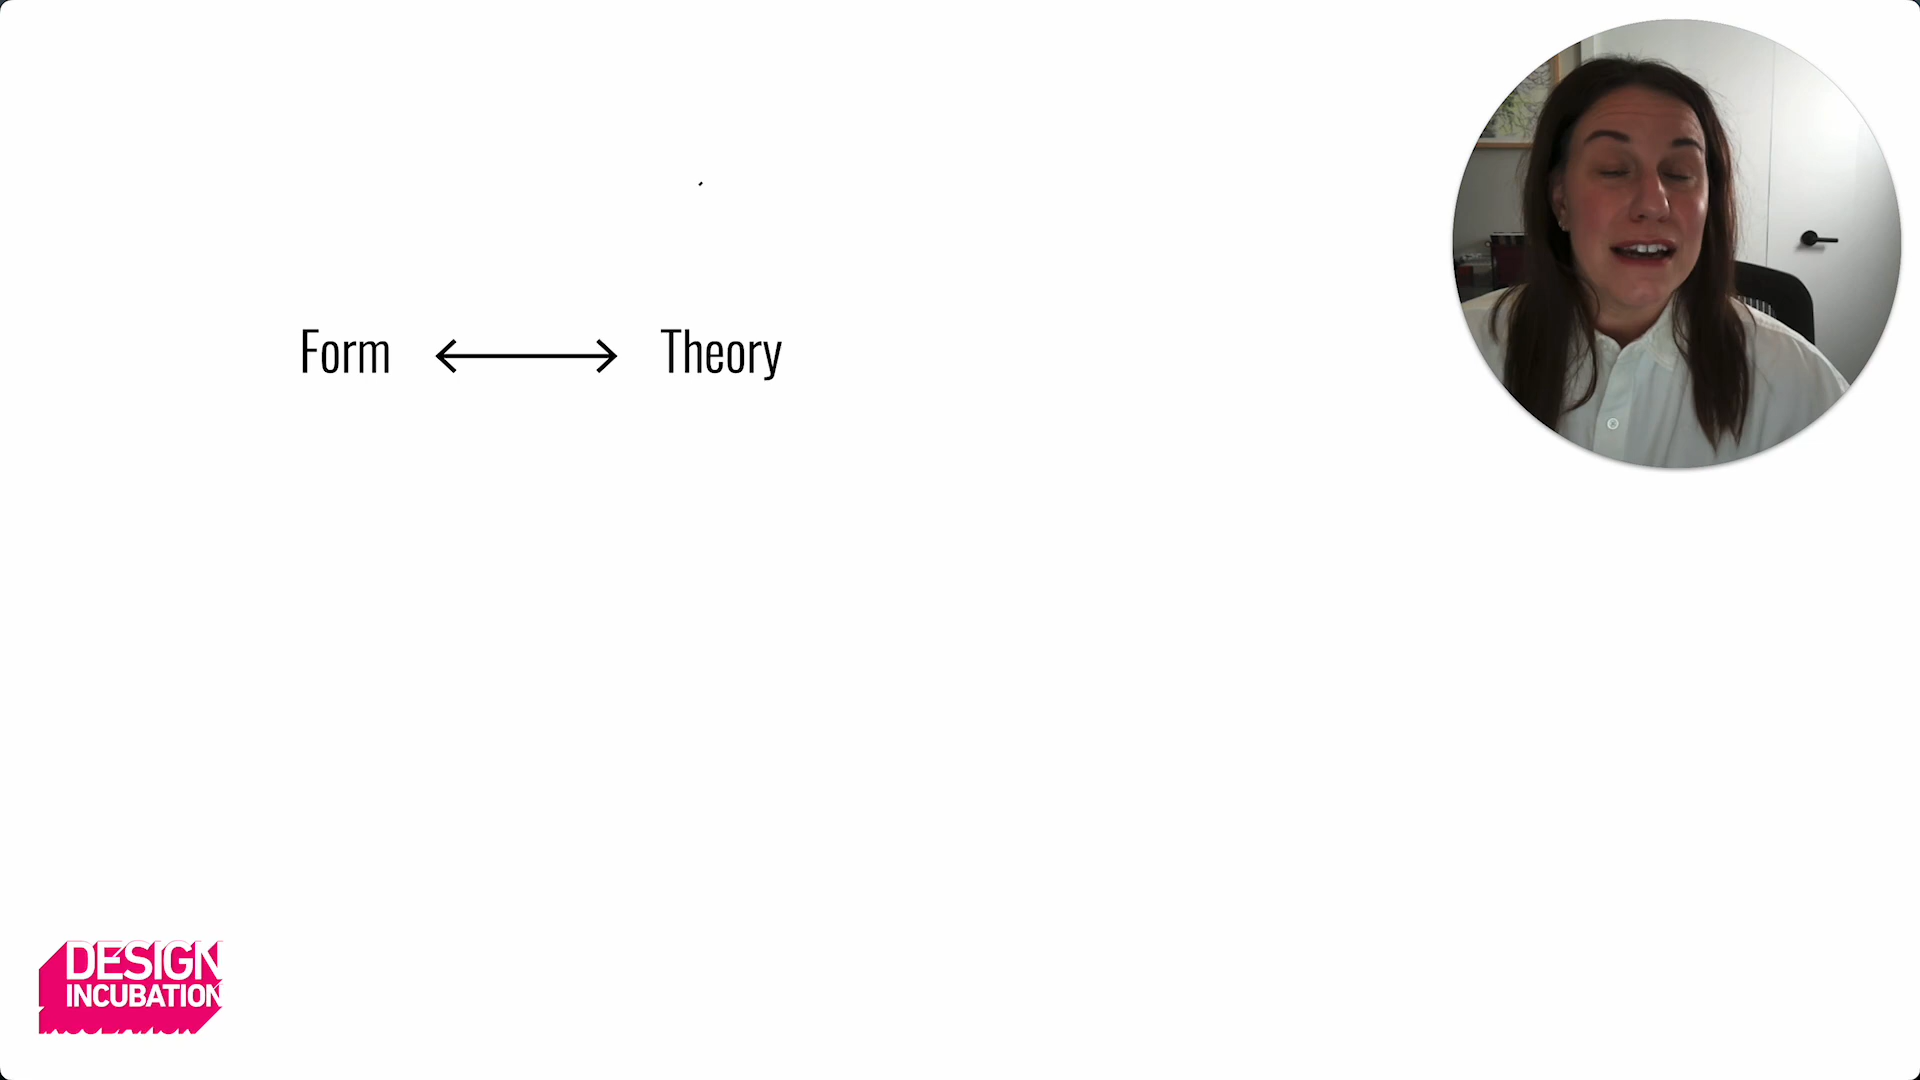 Form ↔ Theory
DESIGN
INCUBATION